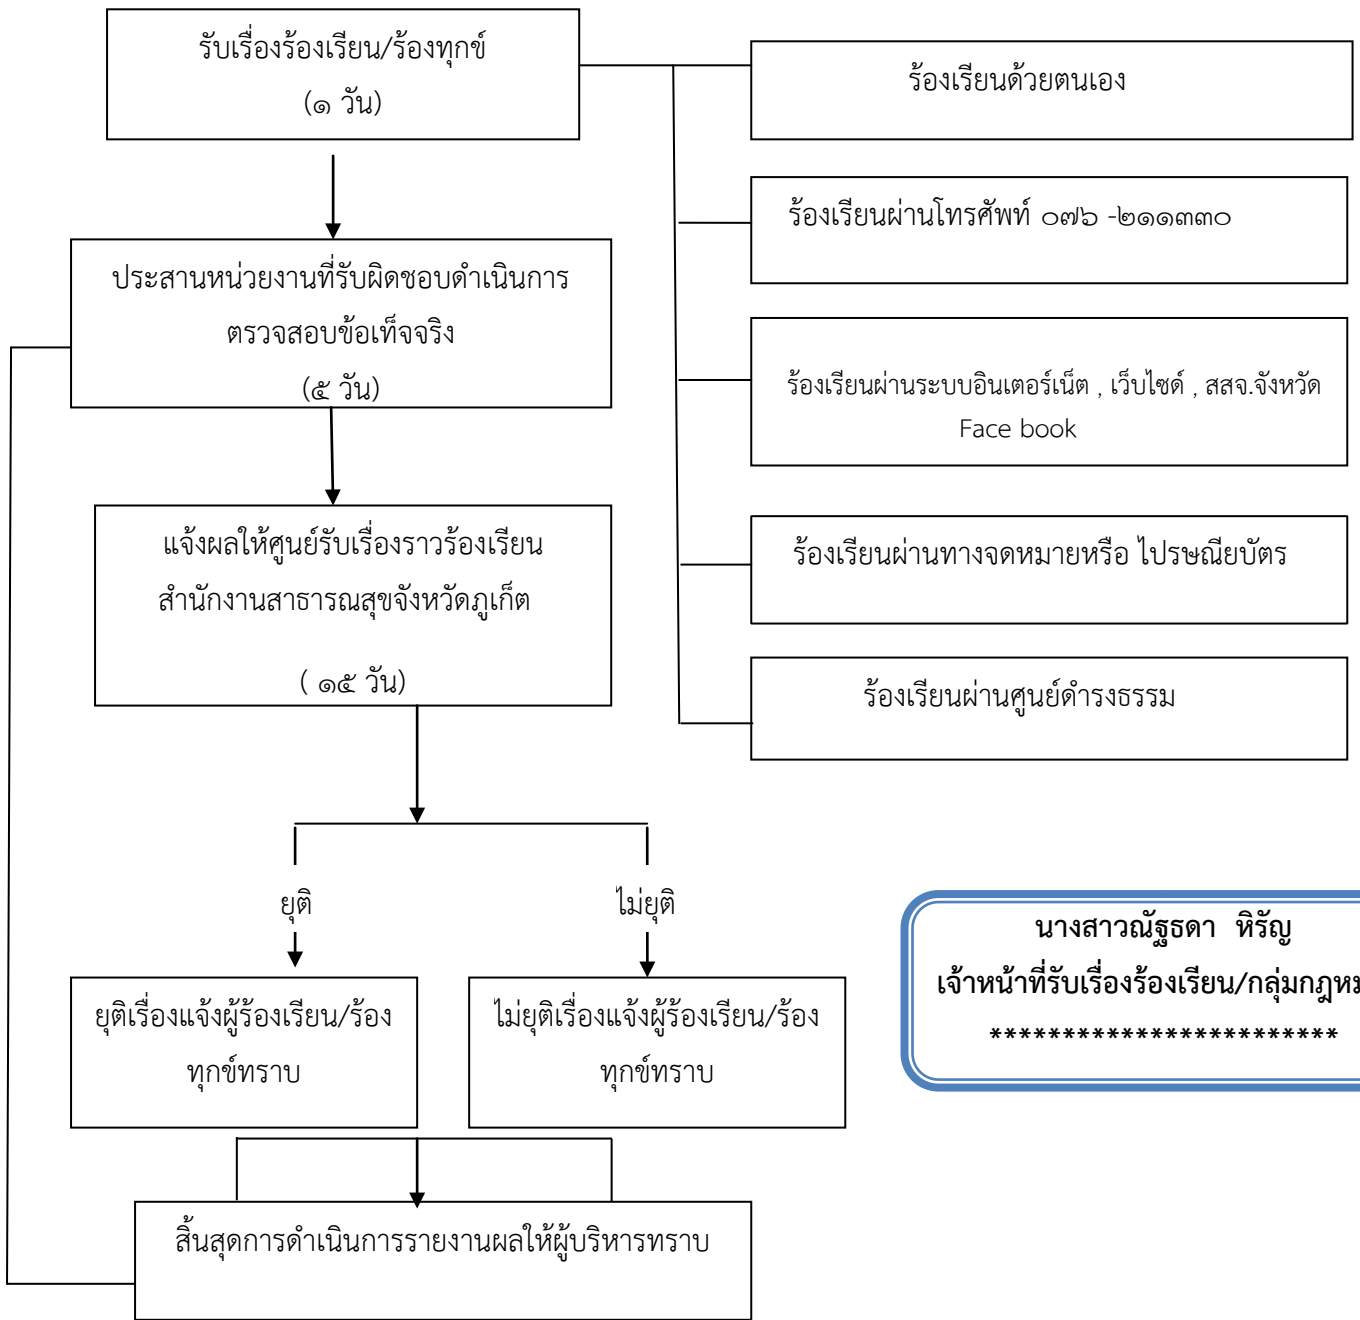 รับเรื่องร้องเรียน/ร้องทุกข์
(๑ วัน)
ร้องเรียนด้วยตนเอง
ร้องเรียนผ่านโทรศัพท์ ๐๗๖ -๒๑๑๓๓๐
ประสานหน่วยงานที่รับผิดชอบดำเนินการ
ตรวจสอบข้อเท็จจริง
(๕ วัน)
ร้องเรียนผ่านระบบอินเตอร์เน็ต , เว็บไซด์ , สสจ.จังหวัด
Face book
แจ้งผลให้ศูนย์รับเรื่องราวร้องเรียน
สำนักงานสาธารณสุขจังหวัดภูเก็ต
( ๑๕ วัน)
ร้องเรียนผ่านทางจดหมายหรือ ไปรษณียบัตร
ร้องเรียนผ่านศูนย์ดำรงธรรม
ยุติ
ไม่ยุติ
ยุติเรื่องแจ้งผู้ร้องเรียน/ร้อง
ทุกข์ทราบ
ไม่ยุติเรื่องแจ้งผู้ร้องเรียน/ร้อง
ทุกข์ทราบ
นางสาวณัฐธดา หิรัญ
เจ้าหน้าที่รับเรื่องร้องเรียน/กลุ่มกฎหม
************************
สิ้นสุดการดำเนินการรายงานผลให้ผู้บริหารทราบ